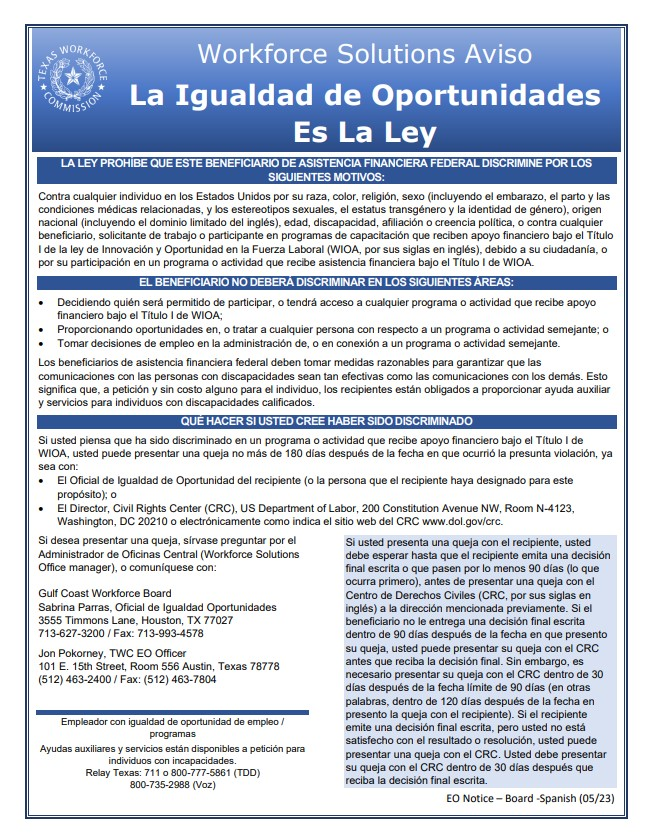 TEXAS WORKFORCE COMMISSION
Workforce Solutions Aviso
La Igualdad de Oportunidades
Es La Ley
LA LEY PROHIBE QUE ESTE BENEFICIARIO DE ASISTENCIA FINANCIERA FEDERAL DISCRIMINE POR LOS
SIGUIENTES MOTIVOS:
Contra cualquier individuo en los Estados Unidos por su raza, color, religión, sexo (incluyendo el embarazo, el parto y las
condiciones médicas relacionadas, y los estereotipos sexuales, el estatus transgénero y la identidad de género), origen
nacional (incluyendo el dominio limitado del inglés), edad, discapacidad, afiliación o creencia política, o contra cualquier
beneficiario, solicitante de trabajo o participante en programas de capacitación que reciben apoyo financiero bajo el Título
I de la ley de Innovación y Oportunidad en la Fuerza Laboral (WIOA, por sus siglas en inglés), debido a su ciudadanía, o
por su participación en un programa o actividad que recibe asistencia financiera bajo el Título I de WIOA.
EL BENEFICIARIO NO DEBERÁ DISCRIMINAR EN LOS SIGUIENTES ÁREAS:
• Decidiendo quién será permitido de participar, o tendrá acceso a cualquier programa o actividad que recibe apoyo
financiero bajo el Título I de WIOA;
• Proporcionando oportunidades en, o tratar a cualquier persona con respecto a un programa o actividad semejante; o
• Tomar decisiones de empleo en la administración de, o en conexión a un programa o actividad semejante.
Los beneficiarios de asistencia financiera federal deben tomar medidas razonables para garantizar que las
comunicaciones con las personas con discapacidades sean tan efectivas como las comunicaciones con los demás. Esto
significa que, a petición y sin costo alguno para el individuo, los recipientes están obligados a proporcionar ayuda auxiliar
y servicios para individuos con discapacidades calificados.
QUÉ HACER SI USTED CREE HABER SIDO DISCRIMINADO
Si usted piensa que ha sido discriminado en un programa o actividad que recibe apoyo financiero bajo el Título I de
WIOA, usted puede presentar una queja no más de 180 días después de la fecha en que ocurrió la presunta violación, ya
sea con:
• El Oficial de Igualdad de Oportunidad del recipiente (o la persona que el recipiente haya designado para este
propósito); o
• El Director, Civil Rights Center (CRC), US Department of Labor, 200 Constitution Avenue NW, Room N-4123,
Washington, DC 20210 o electrónicamente como indica el sitio web del CRC www.dol.gov/crc.
Si desea presentar una queja, sírvase preguntar por el
Administrador de Oficinas Central (Workforce Solutions
Office manager), o comuníquese con:
Gulf Coast Workforce Board
Sabrina Parras, Oficial de Igualdad Oportunidades
3555 Timmons Lane, Houston, TX 77027
713-627-3200 / Fax: 713-993-4578
Jon Pokorney, TWC EO Officer
101 E. 15th Street, Room 556 Austin, Texas 78778
(512) 463-2400 / Fax: (512) 463-7804
Empleador con igualdad de oportunidad de empleo /
programas
Ayudas auxiliares y servicios están disponibles a petición para
individuos con incapacidades.
Relay Texas: 711 o 800-777-5861 (TDD)
800-735-2988 (Voz)
Si usted presenta una queja con el recipiente, usted
debe esperar hasta que el recipiente emita una decisión
final escrita o que pasen por lo menos 90 días (lo que
ocurra primero), antes de presentar una queja con el
Centro de Derechos Civiles (CRC, por sus siglas en
inglés) a la dirección mencionada previamente. Si el
beneficiario no le entrega una decisión final escrita
dentro de 90 días después de la fecha en que presento
su queja, usted puede presentar su queja con el CRC
antes que reciba la decisión final. Sin embargo, es
necesario presentar su queja con el CRC dentro de 30
días después de la fecha límite de 90 días (en otras
palabras, dentro de 120 días después de la fecha en
presento la queja con el recipiente). Si el recipiente
emite una decisión final escrita, pero usted no está
satisfecho con el resultado o resolución, usted puede
presentar una queja con el CRC. Usted debe presentar
su queja con el CRC dentro de 30 días después que
reciba la decisión final escrita.
EO Notice – Board -Spanish (05/23)